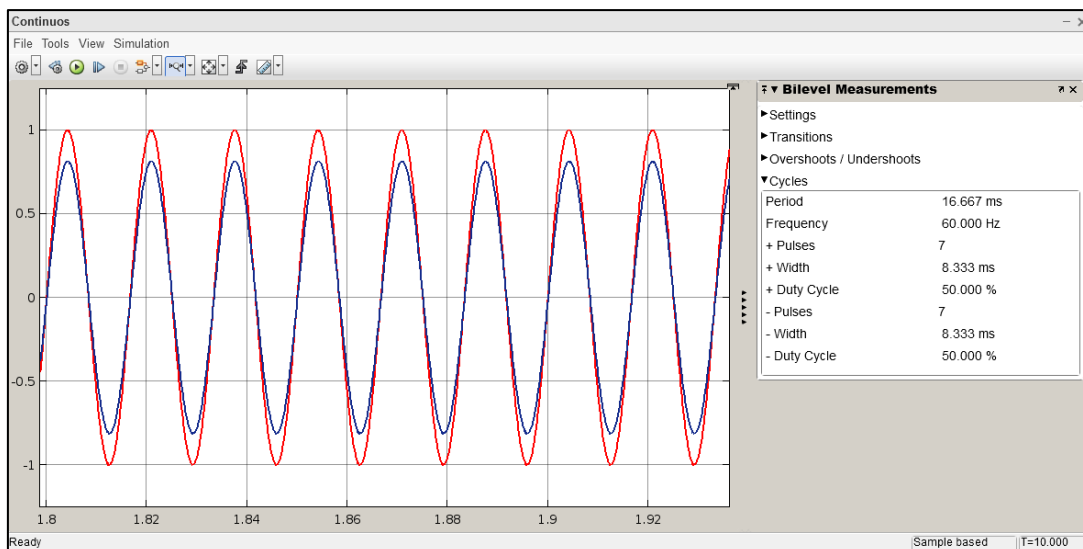 Continuos
File Tools View Simulation
1
0.5
0
-0.5
-1
1.8 1.82 1.84 1.86 1.88 1.9 1.92
Bilevel Measurements
Settings
Transitions
Overshoots / Undershoots
Cycles
Period 16.667 ms
Frequency 60.000 Hz
+ Pulses 7
+ Width 8.333 ms
+ Duty Cycle 50.000 %
- Pulses 7
- Width 8.333 ms
- Duty Cycle 50.000 %
Ready Sample based T=10.000